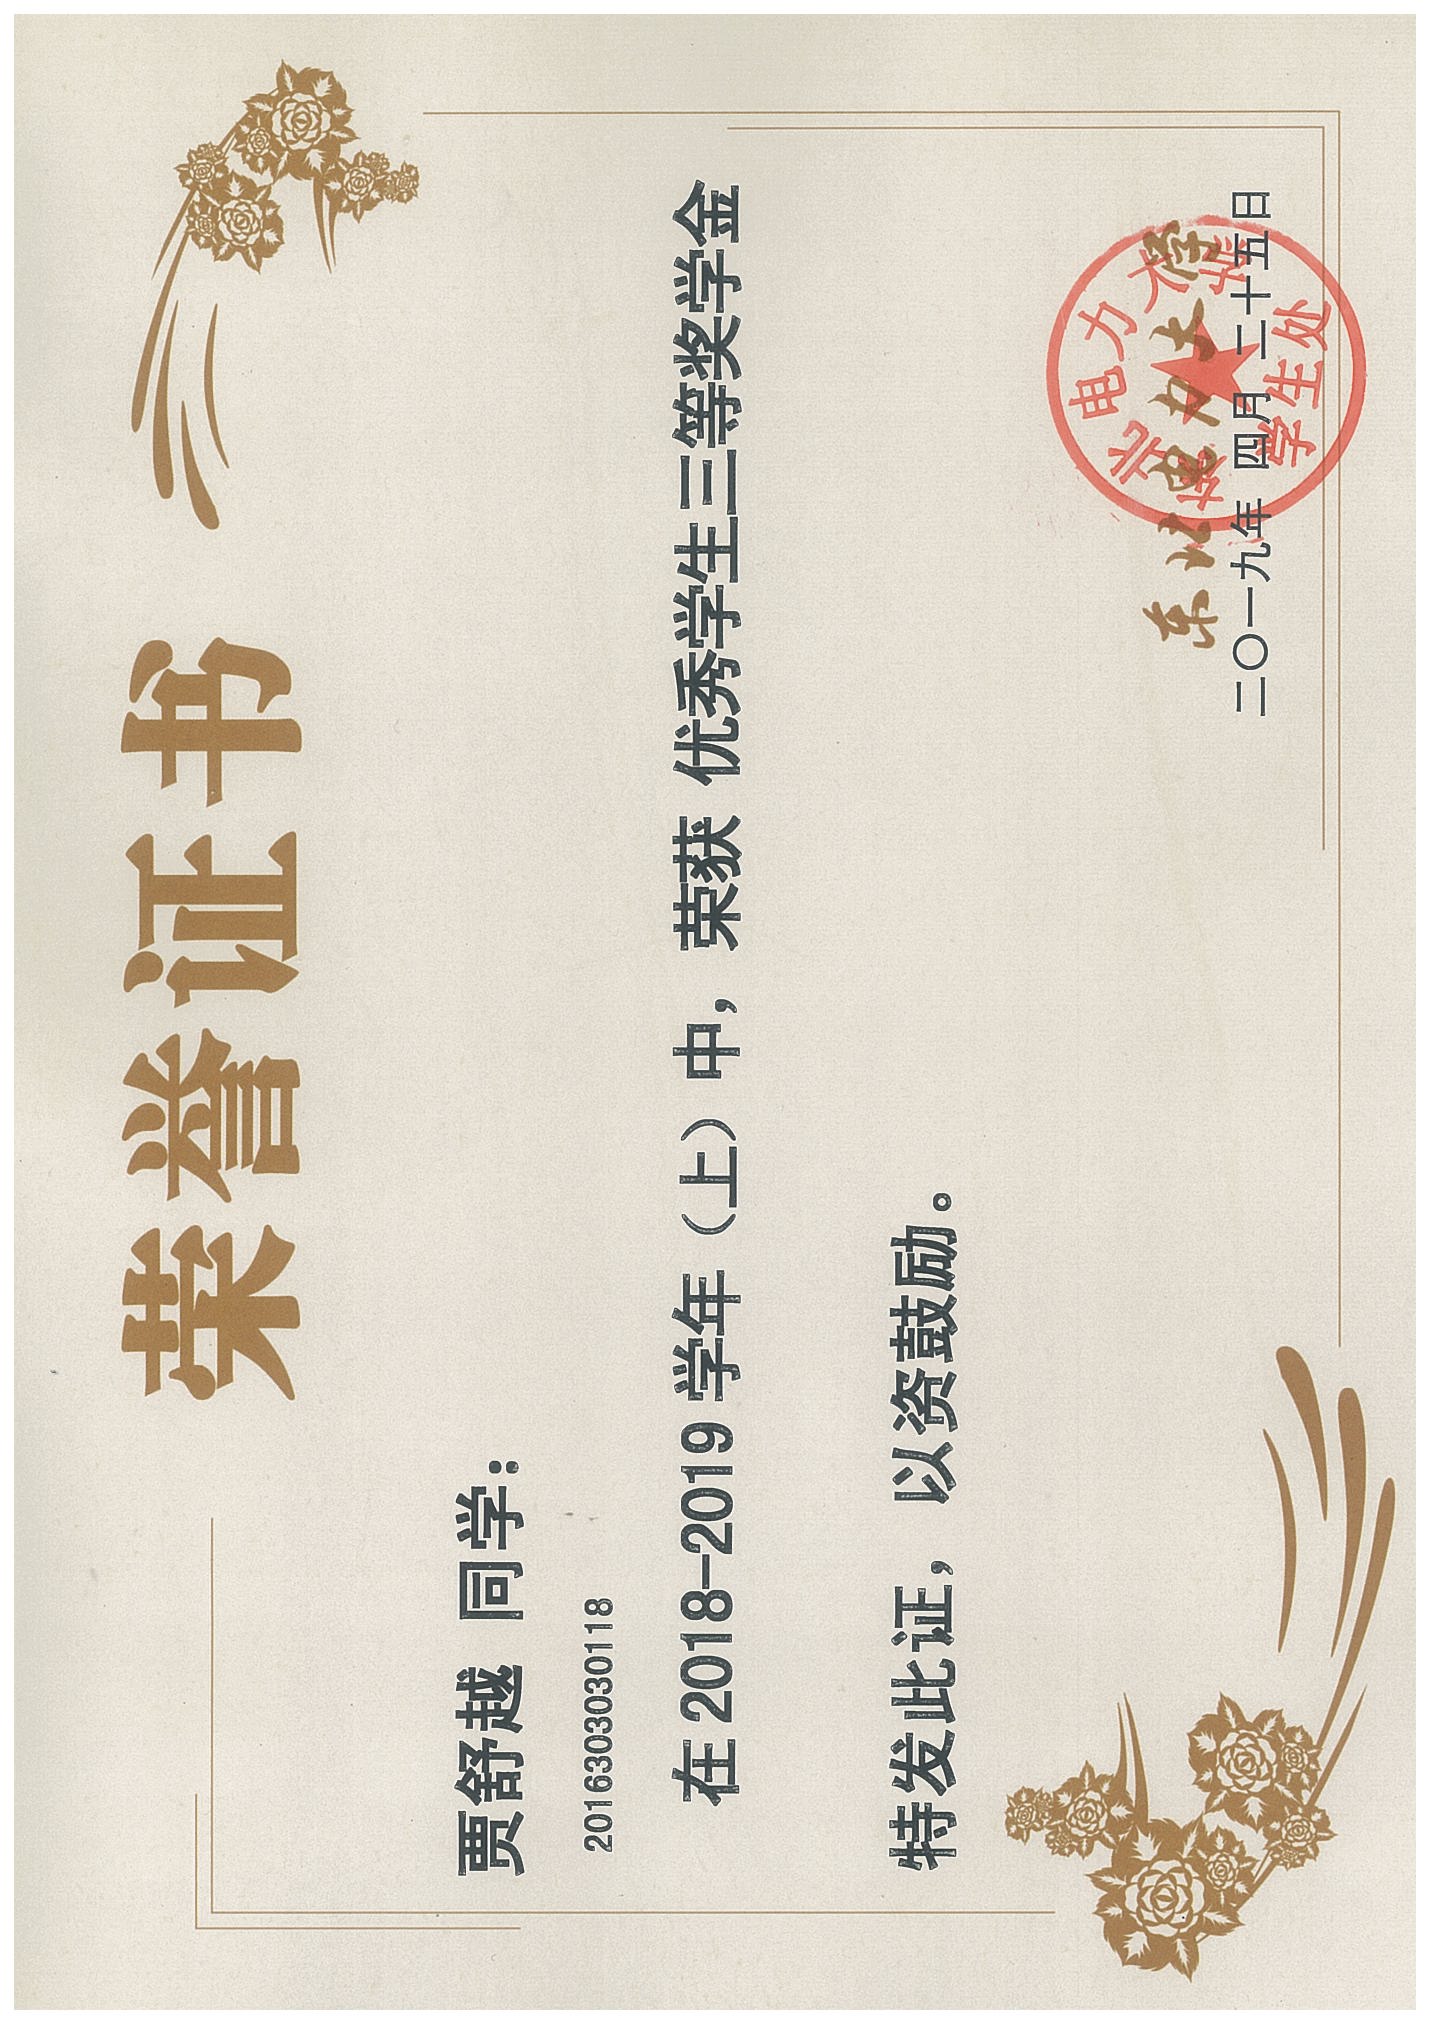 荣誉证书
贾舒越 同学：
2016303030118
在 2018-2019 学年（上）中，荣获 优秀学生三等奖学金
特发此证，以资鼓励。
东北电力大学
二〇一九年 四月 二十五日
东北电力大学
学生处